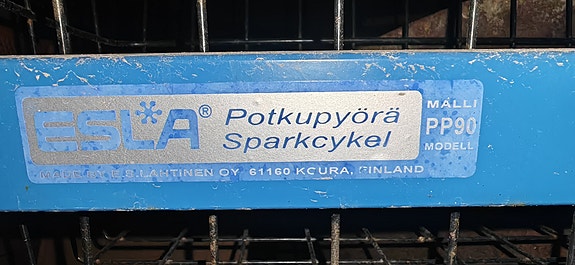 ESLA® Potkupyörä
Sparkcykel
MALLI
PP90
MODELL
MADE BY E.S.LAHTINEN OY 61160 KOURA, FINLAND